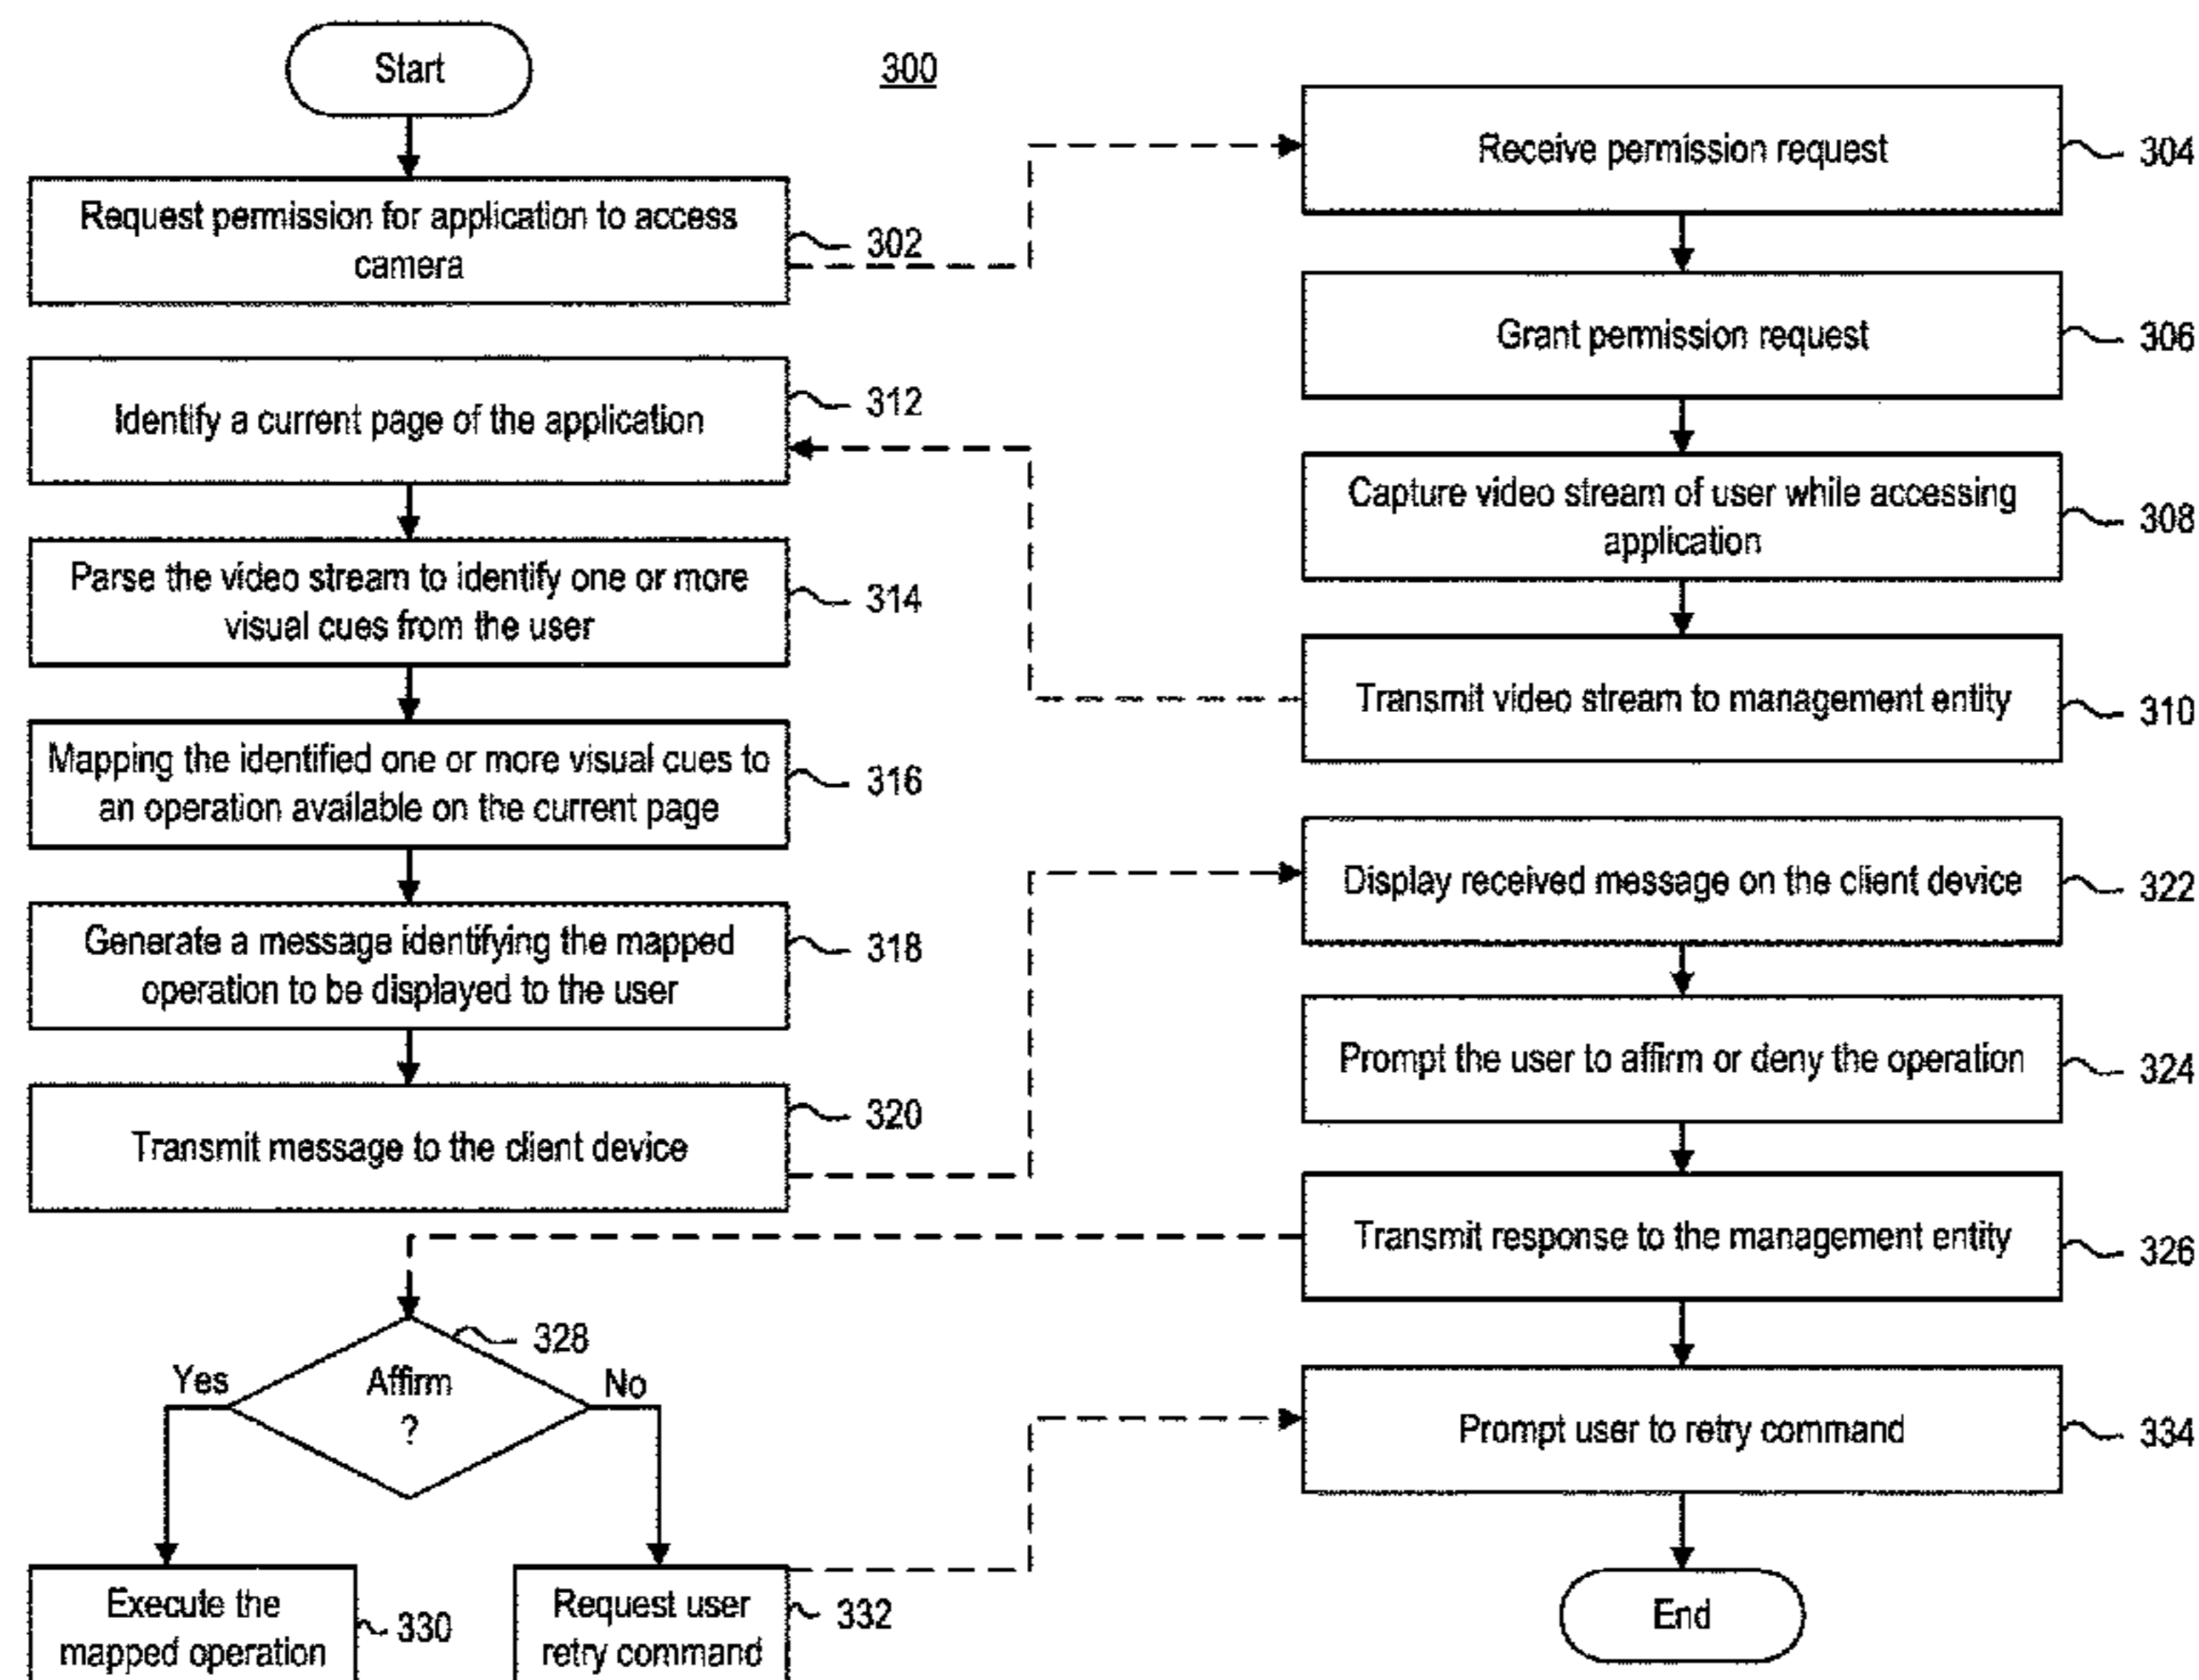 Start
300
Request permission for application to access
camera
302
Receive permission request
304
Grant permission request
306
Capture video stream of user while accessing
application
308
Transmit video stream to management entity
310
Identify a current page of the application
312
Parse the video stream to identify one or more
visual cues from the user
314
Mapping the identified one or more visual cues to
an operation available on the current page
316
Generate a message identifying the mapped
operation to be displayed to the user
318
Transmit message to the client device
320
Display received message on the client device
322
Prompt the user to affirm or deny the operation
324
Transmit response to the management entity
326
Affirm
?
328
Yes
No
Execute the
mapped operation
330
Request user
retry command
332
Prompt user to retry command
334
End